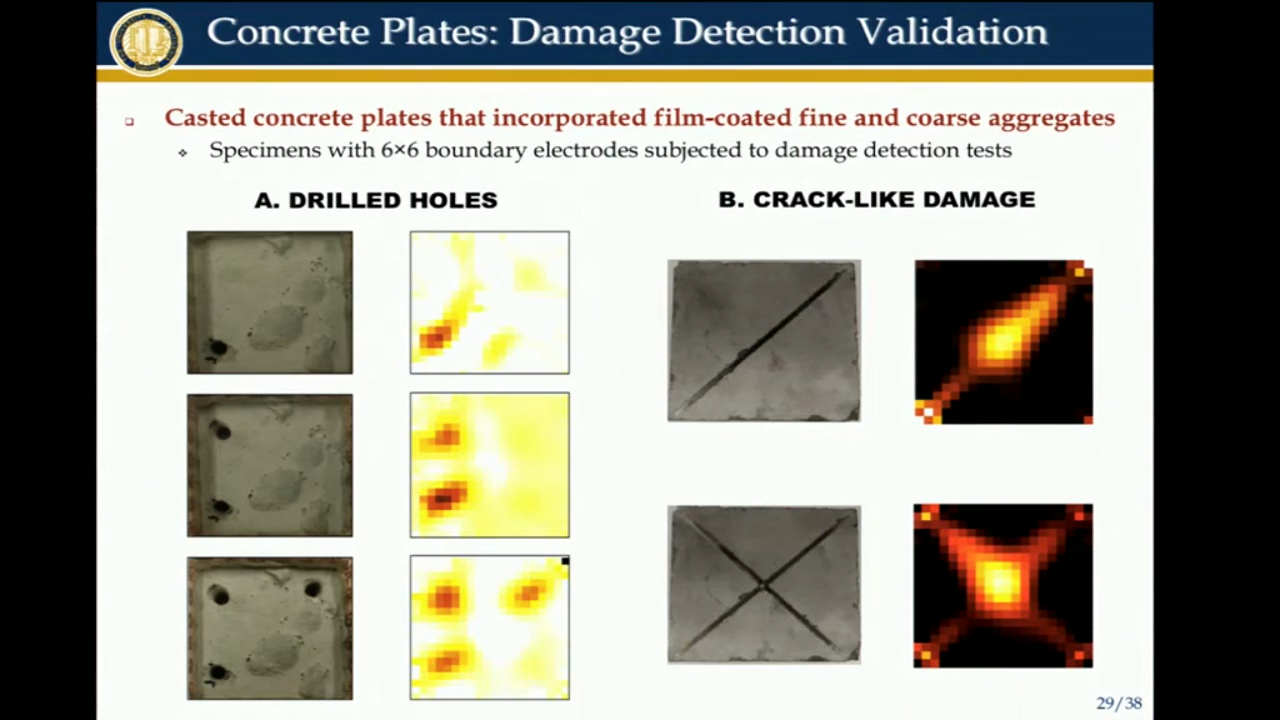 Concrete Plates: Damage Detection Validation
Casted concrete plates that incorporated film-coated fine and coarse aggregates
Specimens with 6×6 boundary electrodes subjected to damage detection tests
A. DRILLED HOLES
B. CRACK-LIKE DAMAGE
29/38